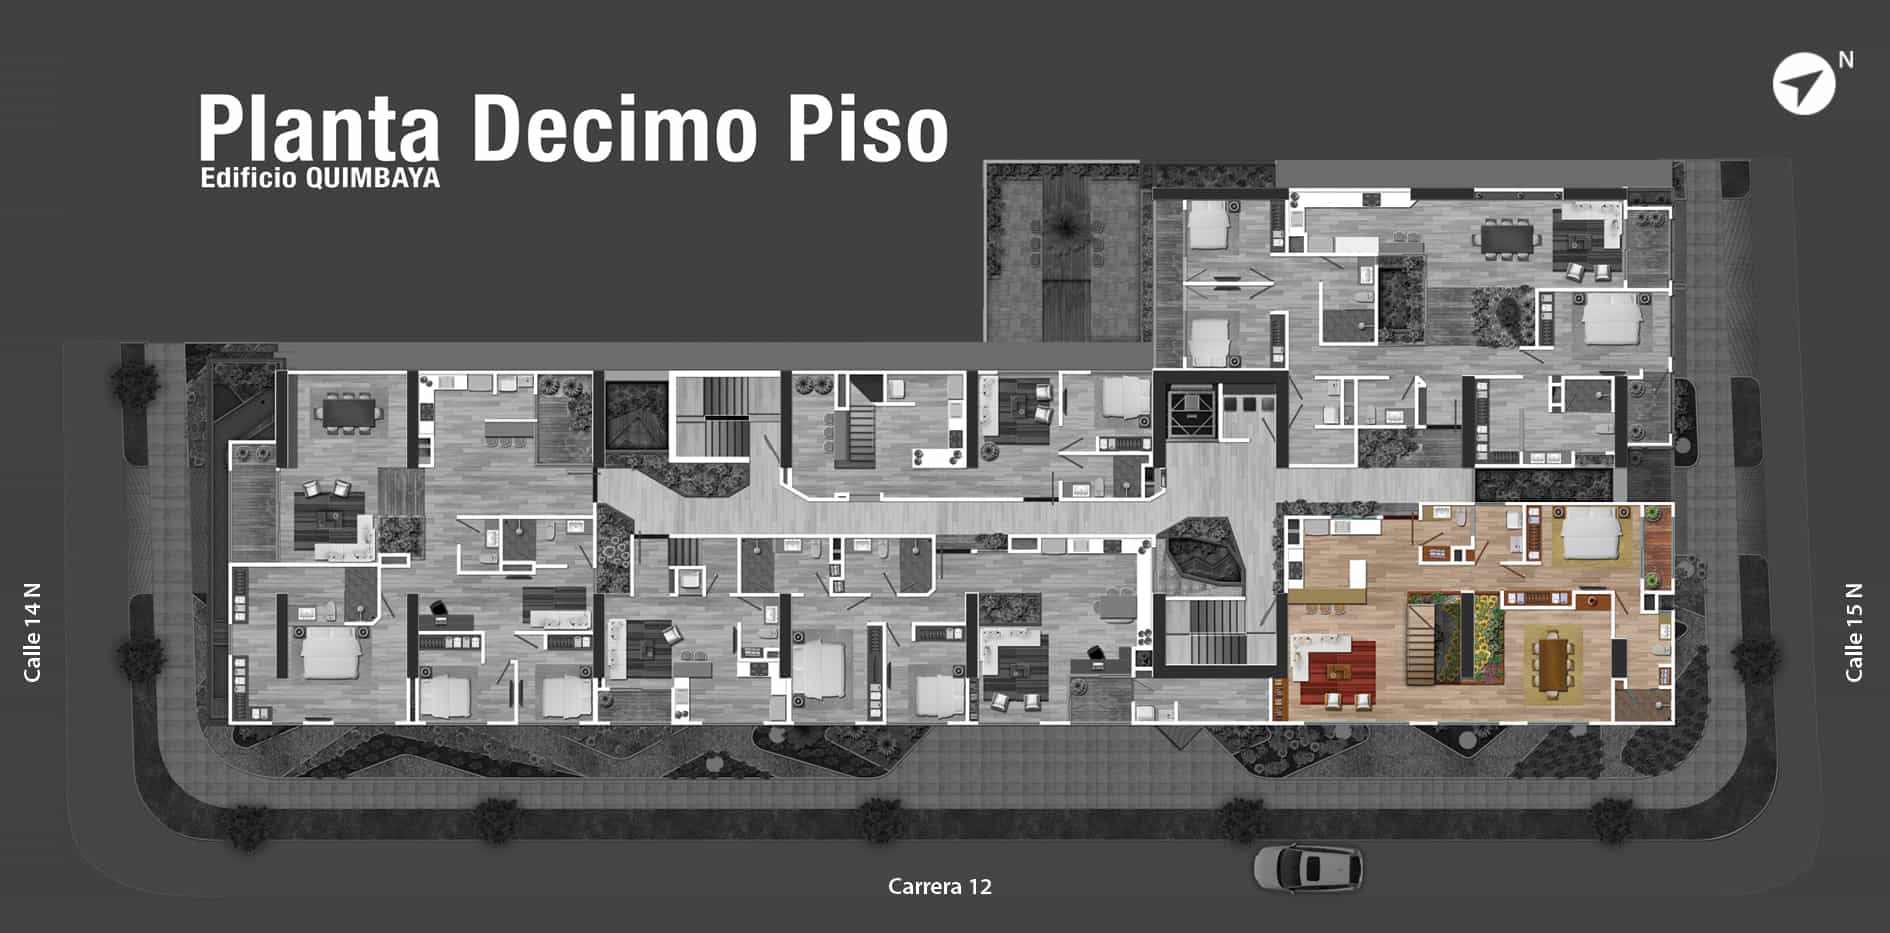 N
Planta Decimo Piso
Edificio QUIMBAYA
Calle 14 N
Calle 15 N
Carrera 12